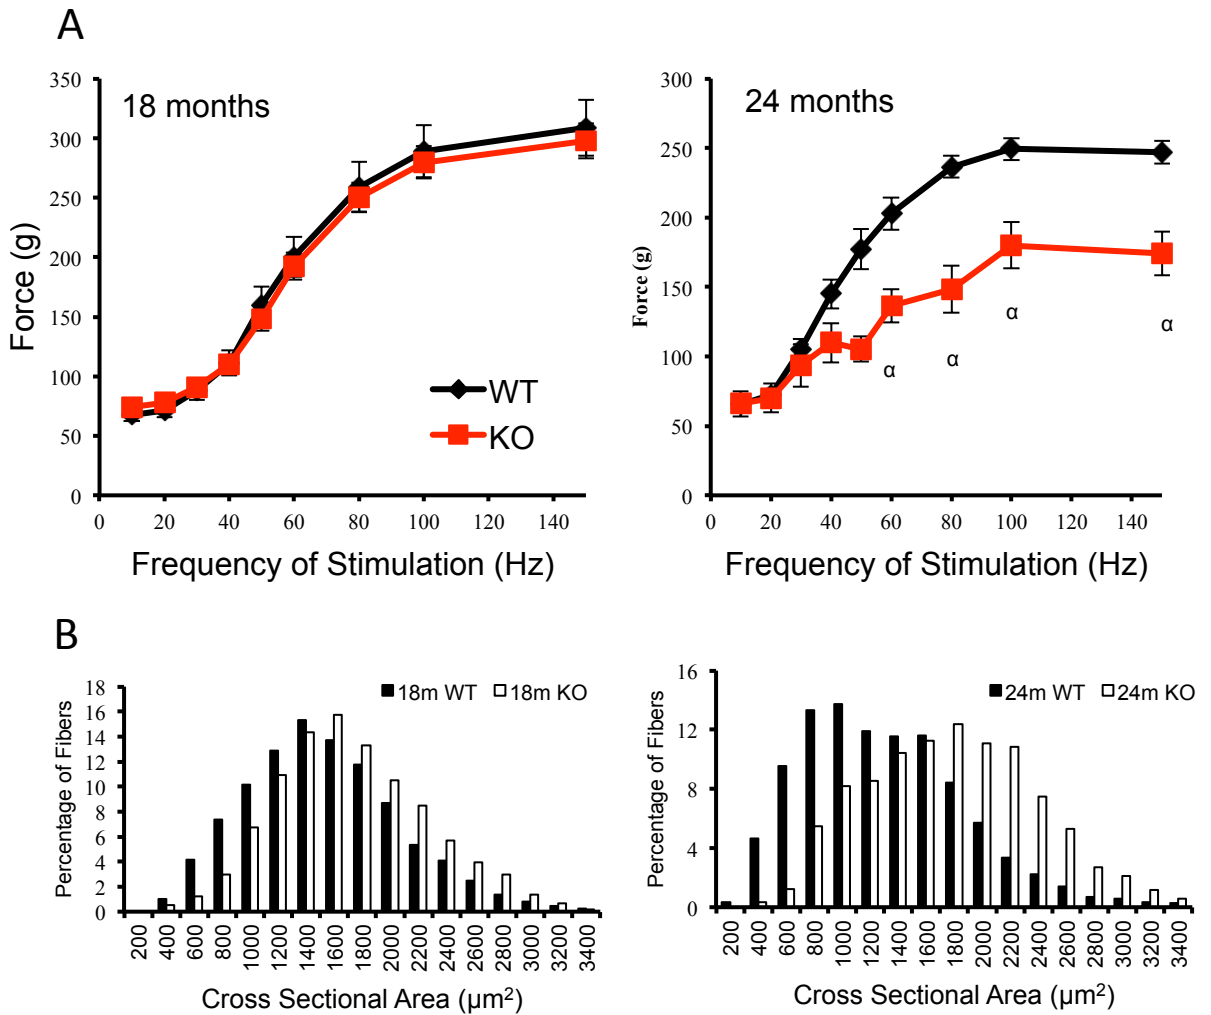 A
18 months
350
300
250
200
150
100
50
0
Force (g)
0 20 40 60 80 100 120 140
Frequency of Stimulation (Hz)
WT
KO
24 months
300
250
200
150
100
50
0
Force (g)
α α α α
0 20 40 60 80 100 120 140
Frequency of Stimulation (Hz)
B
18m WT 18m KO
18
16
14
12
10
8
6
4
2
0
Percentage of Fibers
200 400 600 800 1000 1200 1400 1600 1800 2000 2200 2400 2600 2800 3000 3200 3400
Cross Sectional Area (µm²)
24m WT 24m KO
16
12
8
4
0
Percentage of Fibers
200 400 600 800 1000 1200 1400 1600 1800 2000 2200 2400 2600 2800 3000 3200 3400
Cross Sectional Area (µm²)